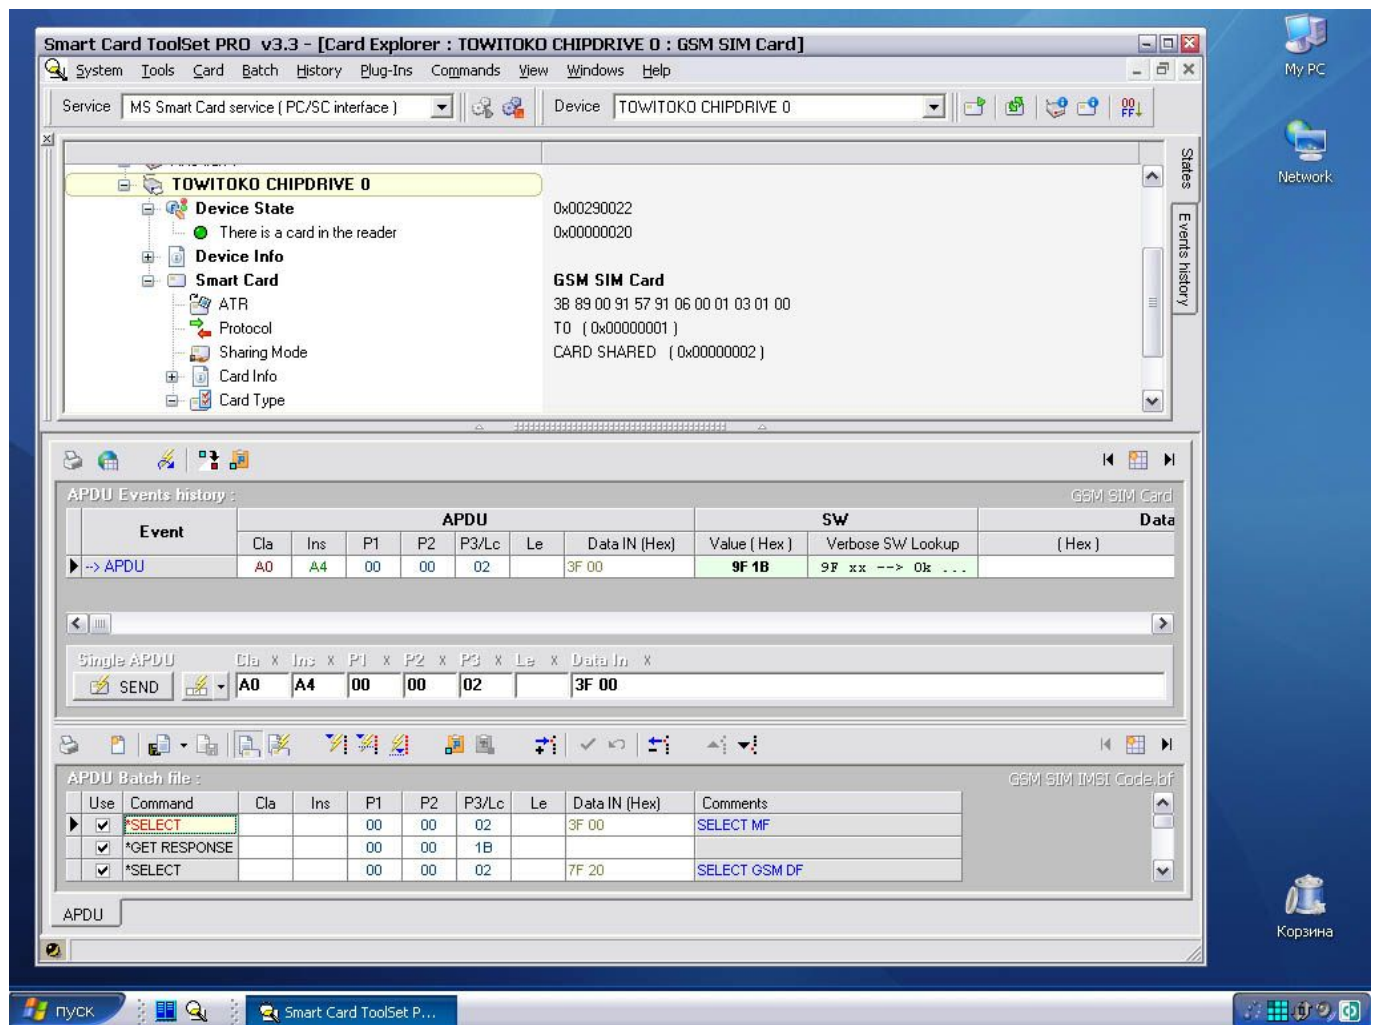 Smart Card ToolSet PRO v3.3 - [Card Explorer : TOWITOKO CHIPDRIVE 0 : GSM SIM Card]
My PC
System Tools Card Batch History Plug-Ins Commands View Windows Help
Service MS Smart Card service ( PC/SC interface ) Device TOWITOKO CHIPDRIVE 0
States
Events history
Network
TOWITOKO CHIPDRIVE 0
Device State 0x00290022
There is a card in the reader 0x00000020
Device Info
Smart Card GSM SIM Card
ATR 3B 89 00 91 57 91 06 00 01 03 01 00
Protocol T0 ( 0x00000001 )
Sharing Mode CARD SHARED ( 0x00000002 )
Card Info
Card Type
APDU Events history : GSM SIM Card
Event APDU SW Data
Cla Ins P1 P2 P3/Lc Le Data IN (Hex) Value ( Hex ) Verbose SW Lookup ( Hex )
--> APDU A0 A4 00 00 02 3F 00 9F 1B 9F xx --> Ok ...
Single APDU Cla X Ins X P1 X P2 X P3 X Le X Data In X
SEND A0 A4 00 00 02 3F 00
APDU Batch file : GSM SIM IMSI Code.bf
Use Command Cla Ins P1 P2 P3/Lc Le Data IN (Hex) Comments
*SELECT 00 00 02 3F 00 SELECT MF
*GET RESPONSE 00 00 1B
*SELECT 00 00 02 7F 20 SELECT GSM DF
APDU
Корзина
пуск Smart Card ToolSet P...